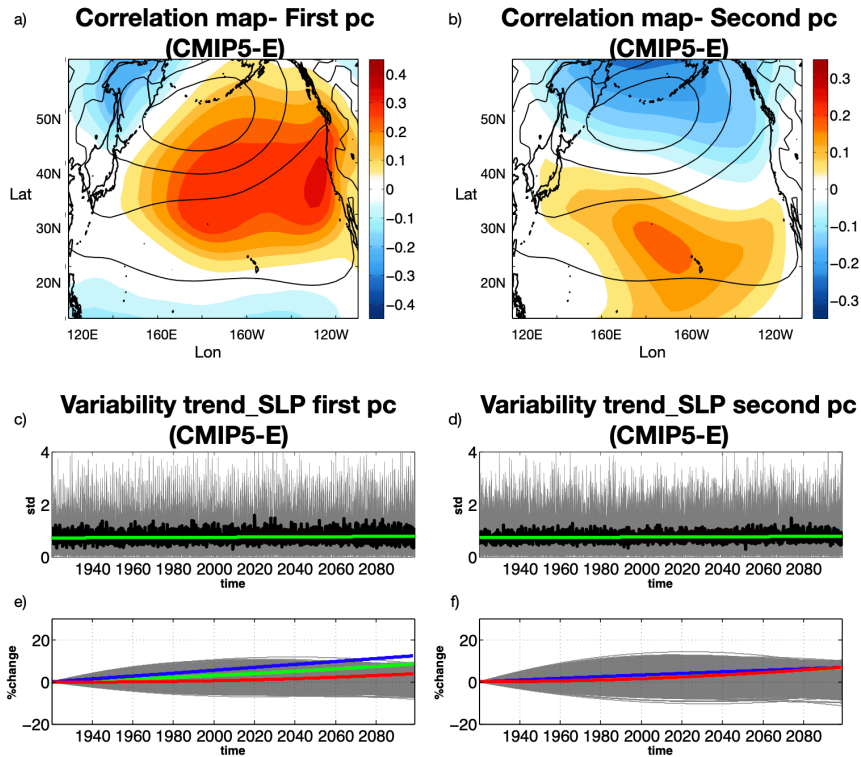 a)
Correlation map- First pc
(CMIP5-E)
50N
40N
Lat
30N
20N
120E
160E
160W
120W
Lon
0.4
0.3
0.2
0.1
0
−0.1
−0.2
−0.3
−0.4
b)
Correlation map- Second pc
(CMIP5-E)
50N
40N
Lat
30N
20N
120E
160E
160W
120W
Lon
0.3
0.2
0.1
0
−0.1
−0.2
−0.3
c)
Variability trend_SLP first pc
(CMIP5-E)
4
2
0
std
1940 1960 1980 2000 2020 2040 2060 2080
time
d)
Variability trend_SLP second pc
(CMIP5-E)
4
2
0
std
1940 1960 1980 2000 2020 2040 2060 2080
time
e)
20
0
−20
%change
1940 1960 1980 2000 2020 2040 2060 2080
time
f)
20
0
−20
%change
1940 1960 1980 2000 2020 2040 2060 2080
time